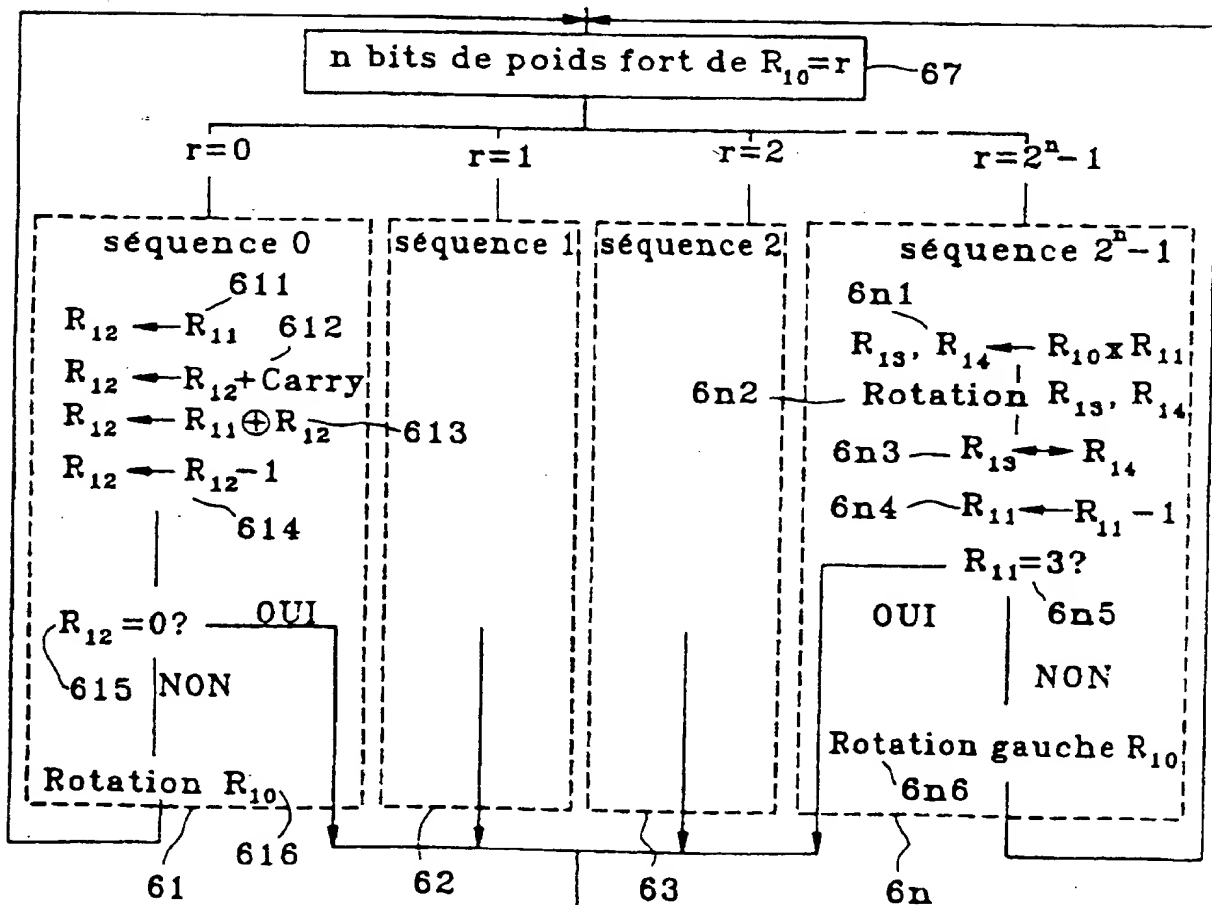 n bits de poids fort de R₁₀=r
67
r=0
r=1
r=2
r=2ⁿ-1
séquence 0
séquence 1
séquence 2
séquence 2ⁿ-1
611
R₁₂ ← R₁₁
612
R₁₂ ← R₁₂+Carry
R₁₂ ← R₁₁⊕R₁₂
613
R₁₂ ← R₁₂-1
614
R₁₂=0?
OUI
615
NON
Rotation R₁₀
616
61
62
63
6n1
R₁₃, R₁₄ ← R₁₀xR₁₁
6n2
Rotation R₁₃, R₁₄
6n3
R₁₃ ↔ R₁₄
6n4
R₁₁ ← R₁₁-1
R₁₁=3?
OUI
6n5
NON
Rotation gauche R₁₀
6n6
6n